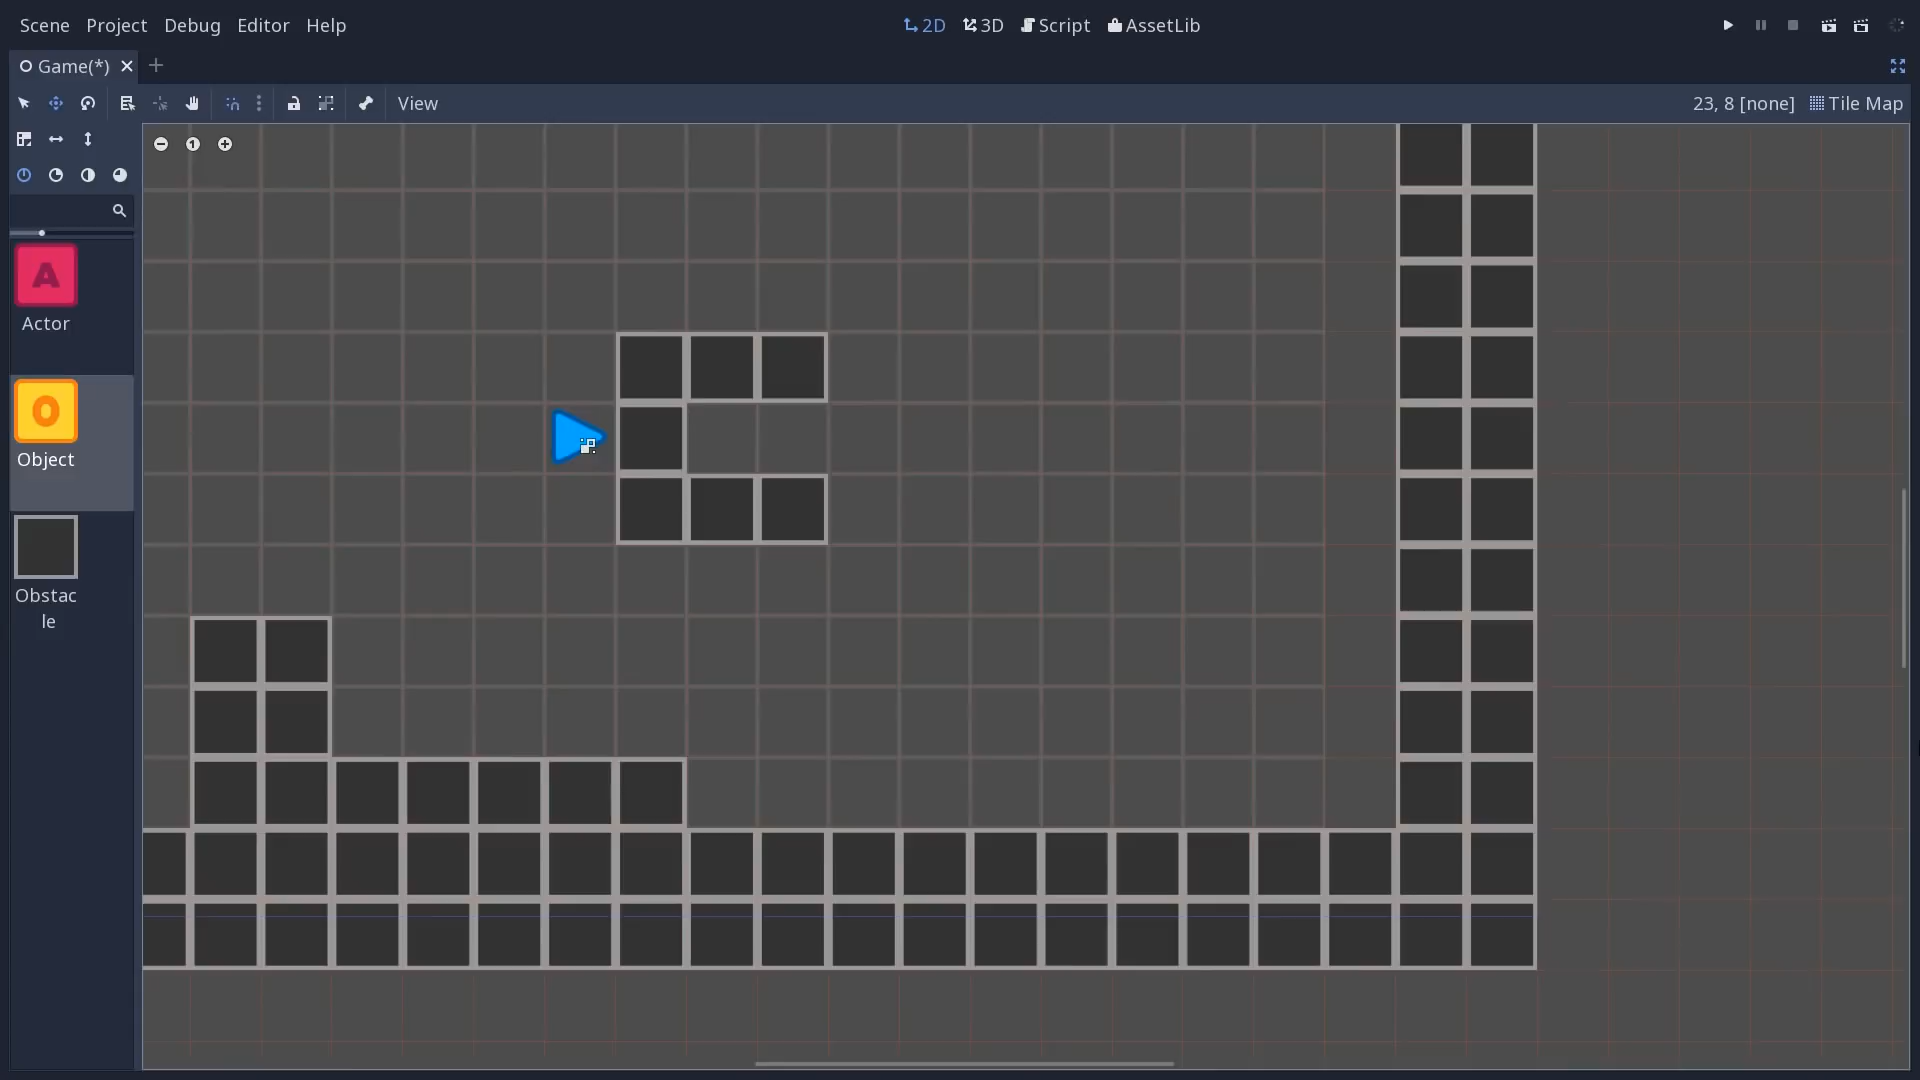 Scene Project Debug Editor Help 2D 3D Script AssetLib
Game(*)
View 23, 8 [none] Tile Map
1
A
Actor
O
Object
Obstac
le